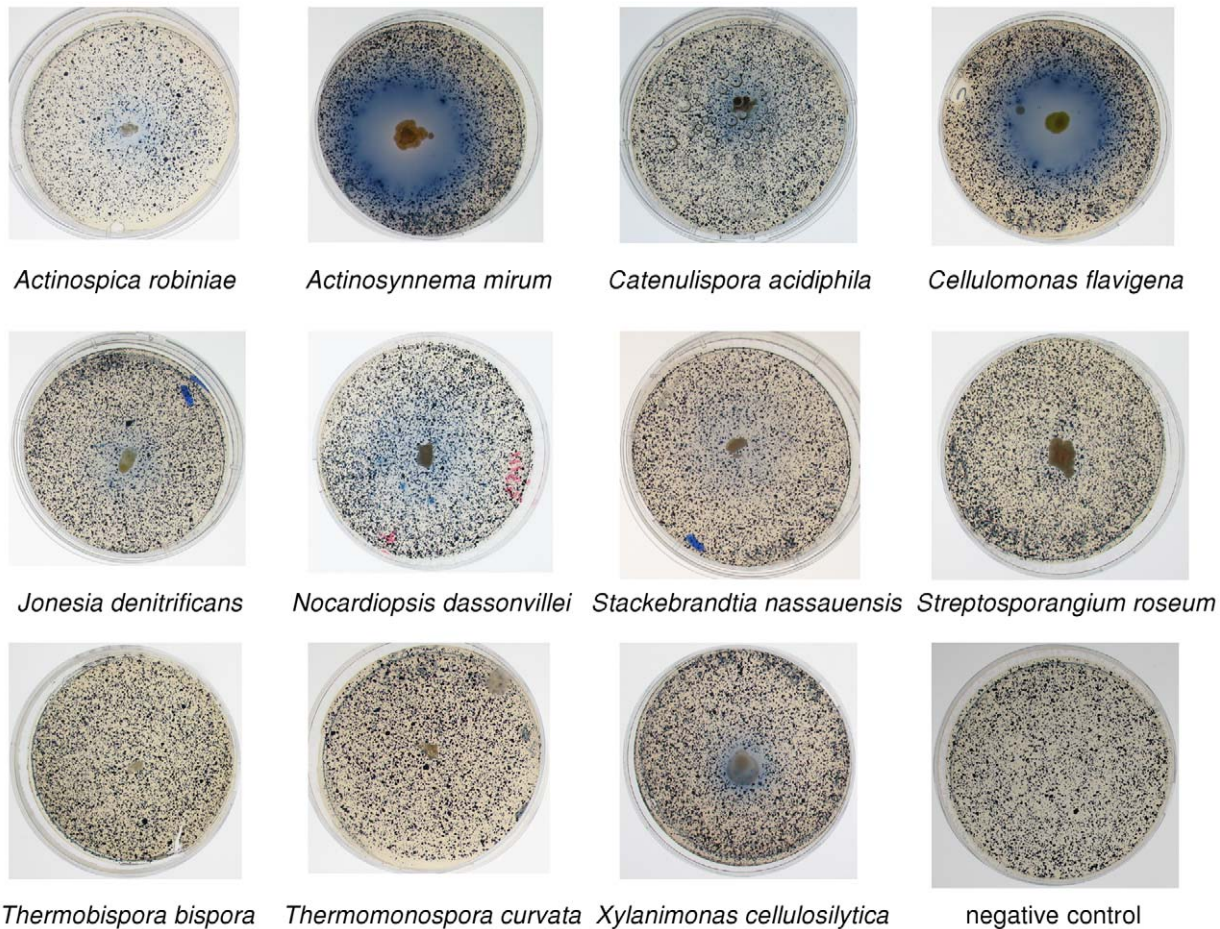 Actinospica robiniae
Actinosynnema mirum
Catenulispora acidiphila
Cellulomonas flavigena
Jonesia denitrificans
Nocardiopsis dassonvillei
Stackebrandtia nassauensis
Streptosporangium roseum
Thermobispora bispora
Thermomonospora curvata
Xylanimonas cellulosilytica
negative control